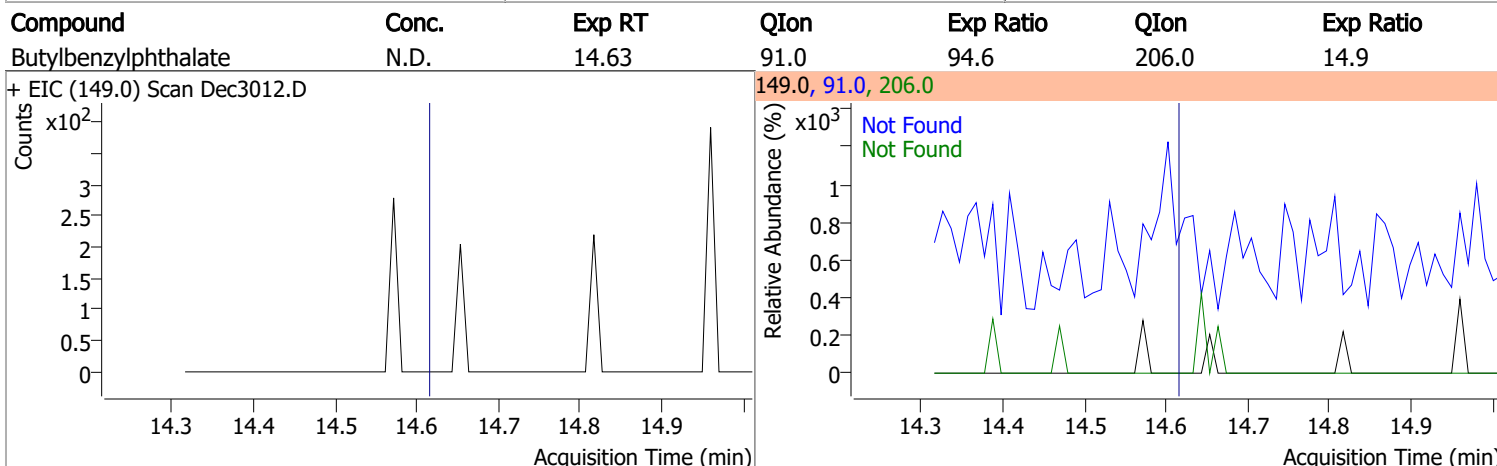 Compound Conc. Exp RT QIon Exp Ratio QIon Exp Ratio
Butylbenzylphthalate N.D. 14.63 91.0 94.6 206.0 14.9
+ EIC (149.0) Scan Dec3012.D
Counts
x10²
3
2.5
2
1.5
1
0.5
0
14.3 14.4 14.5 14.6 14.7 14.8 14.9
Acquisition Time (min)
149.0, 91.0, 206.0
Relative Abundance (%)
x10³
Not Found
Not Found
1
0.8
0.6
0.4
0.2
0
14.3 14.4 14.5 14.6 14.7 14.8 14.9
Acquisition Time (min)